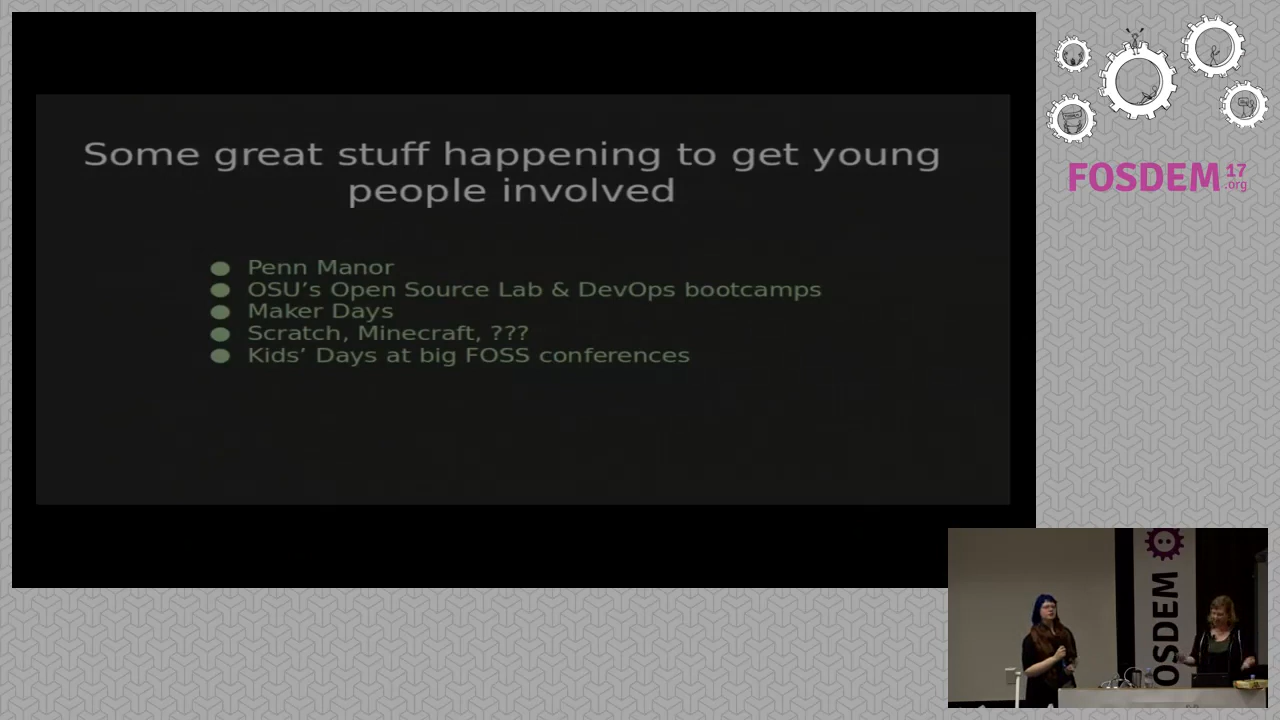 Some great stuff happening to get young
people involved
● Penn Manor
● OSU’s Open Source Lab & DevOps bootcamps
● Maker Days
● Scratch, Minecraft, ???
● Kids’ Days at big FOSS conferences
FOSDEM 17
.org
OSDEM